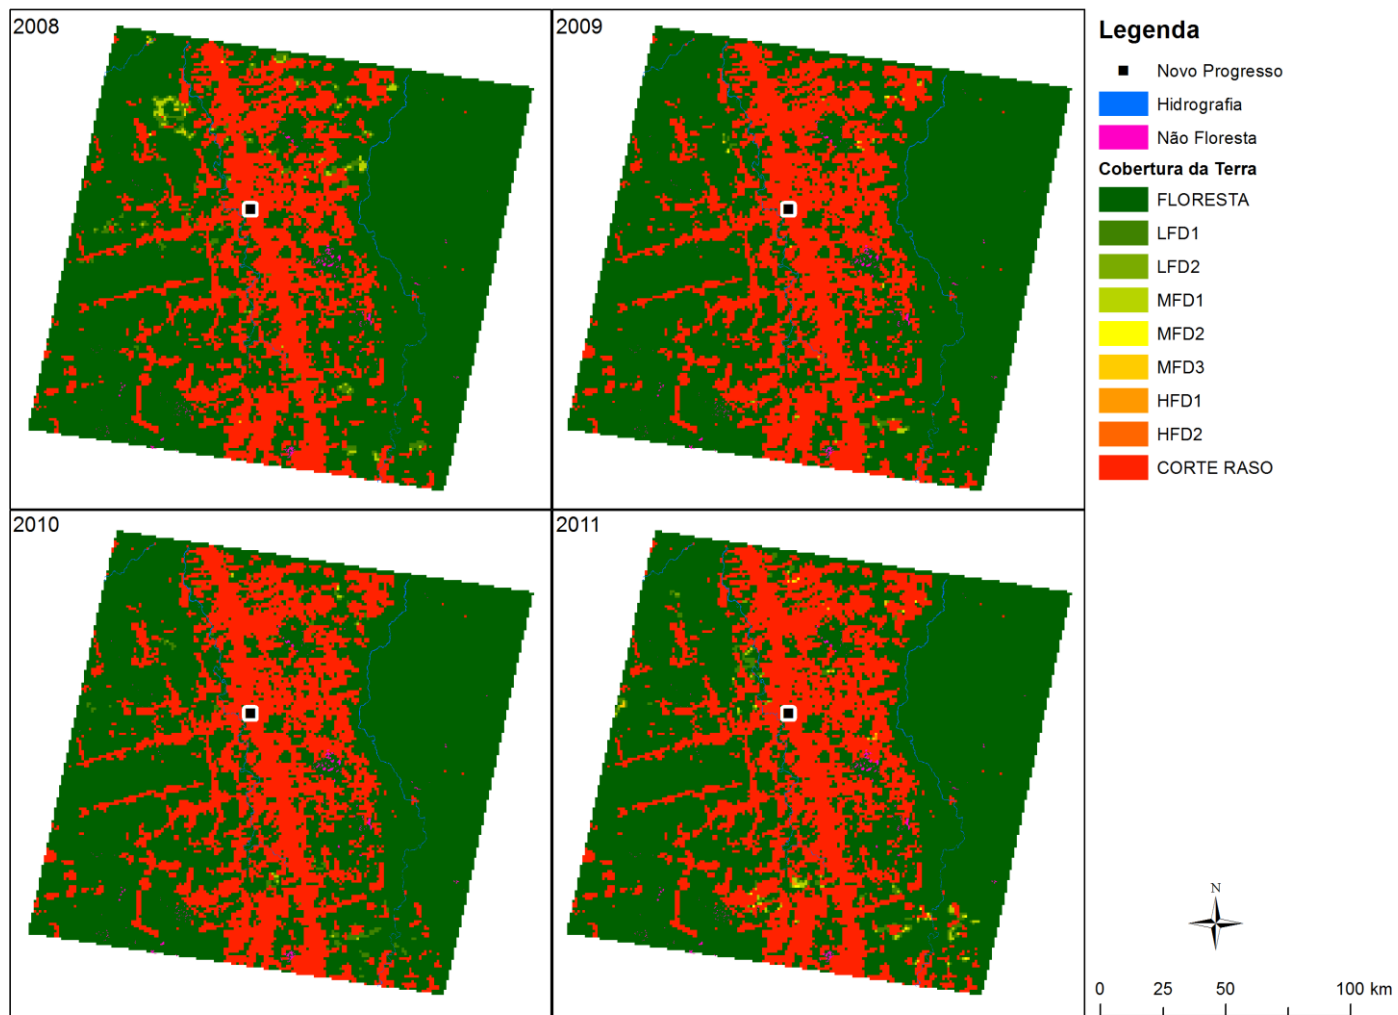 2008
2009
2010
2011
Legenda
Novo Progresso
Hidrografia
Não Floresta
Cobertura da Terra
FLORESTA
LFD1
LFD2
MFD1
MFD2
MFD3
HFD1
HFD2
CORTE RASO
N
0 25 50 100 km